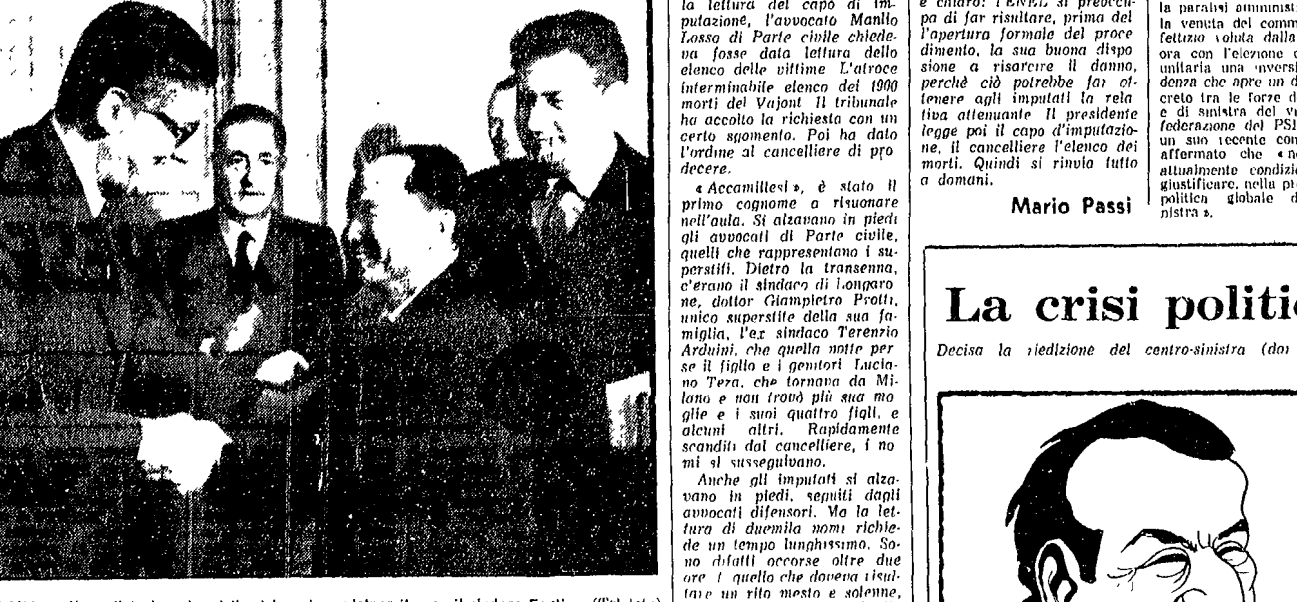 la lettura del capo di im-
putazione, l'avvocato Manlio
Losso di Parte civile chiede-
va fosse data lettura dello
elenco delle vittime L'atroce
interminabile elenco dei 1900
morti del Vajont Il tribunale
ha accolto la richiesta con un
certo sgomento. Poi ha dato
l'ordine al cancelliere di pro
cedere.
« Accamillesi », è stato il
primo cognome a risuonare
nell'aula. Si alzavano in piedi
gli avvocati di Parte civile,
quelli che rappresentano i su-
perstiti. Dietro la transenna,
c'erano il sindaco di Longaro
ne, dottor Giampietro Protti,
unico superstite della sua fa-
miglia, l'ex sindaco Terenzio
Arduini, che quella notte per
se il figlio e i genitori Lucia-
no Teza, che tornava da Mi-
lano e non trovò più sua mo
glie e i suoi quattro figli, e
alcuni altri. Rapidamente
scanditi dal cancelliere, i no
mi si susseguivano.
Anche gli imputati si alza-
vano in piedi, seguiti dagli
avvocati difensori. Ma la let-
tura di duemila nomi richie-
de un tempo lunghissimo. So-
no difatti occorse oltre due
ore E quello che doveva risul-
tare un rito mesto e solenne,
è chiaro: l'ENEL si preoccu-
pa di far risultare, prima del
l'apertura formale del proce
dimento, la sua buona dispo
sione a risarcire il danno,
perchè ciò potrebbe far ot-
tenere agli imputati la rela
tiva attenuante Il presidente
legge poi il capo d'imputazio-
ne, il cancelliere l'elenco dei
morti. Quindi si rinvia tutto
a domani.
Mario Passi
la paralisi amminist
la venuta del comm
fettizio voluta dalla
ora con l'elezione
unitaria una inversi
denza che apre un d
creto tra le forze d
e di sinistra del
federazione del PSI
un suo recente con
affermato che « n
attualmente condizi
giustificare, nella p
politica globale d
nistra ».
La crisi politi
Decisa la riedizione del centro-sinistra (dai
il sindaco